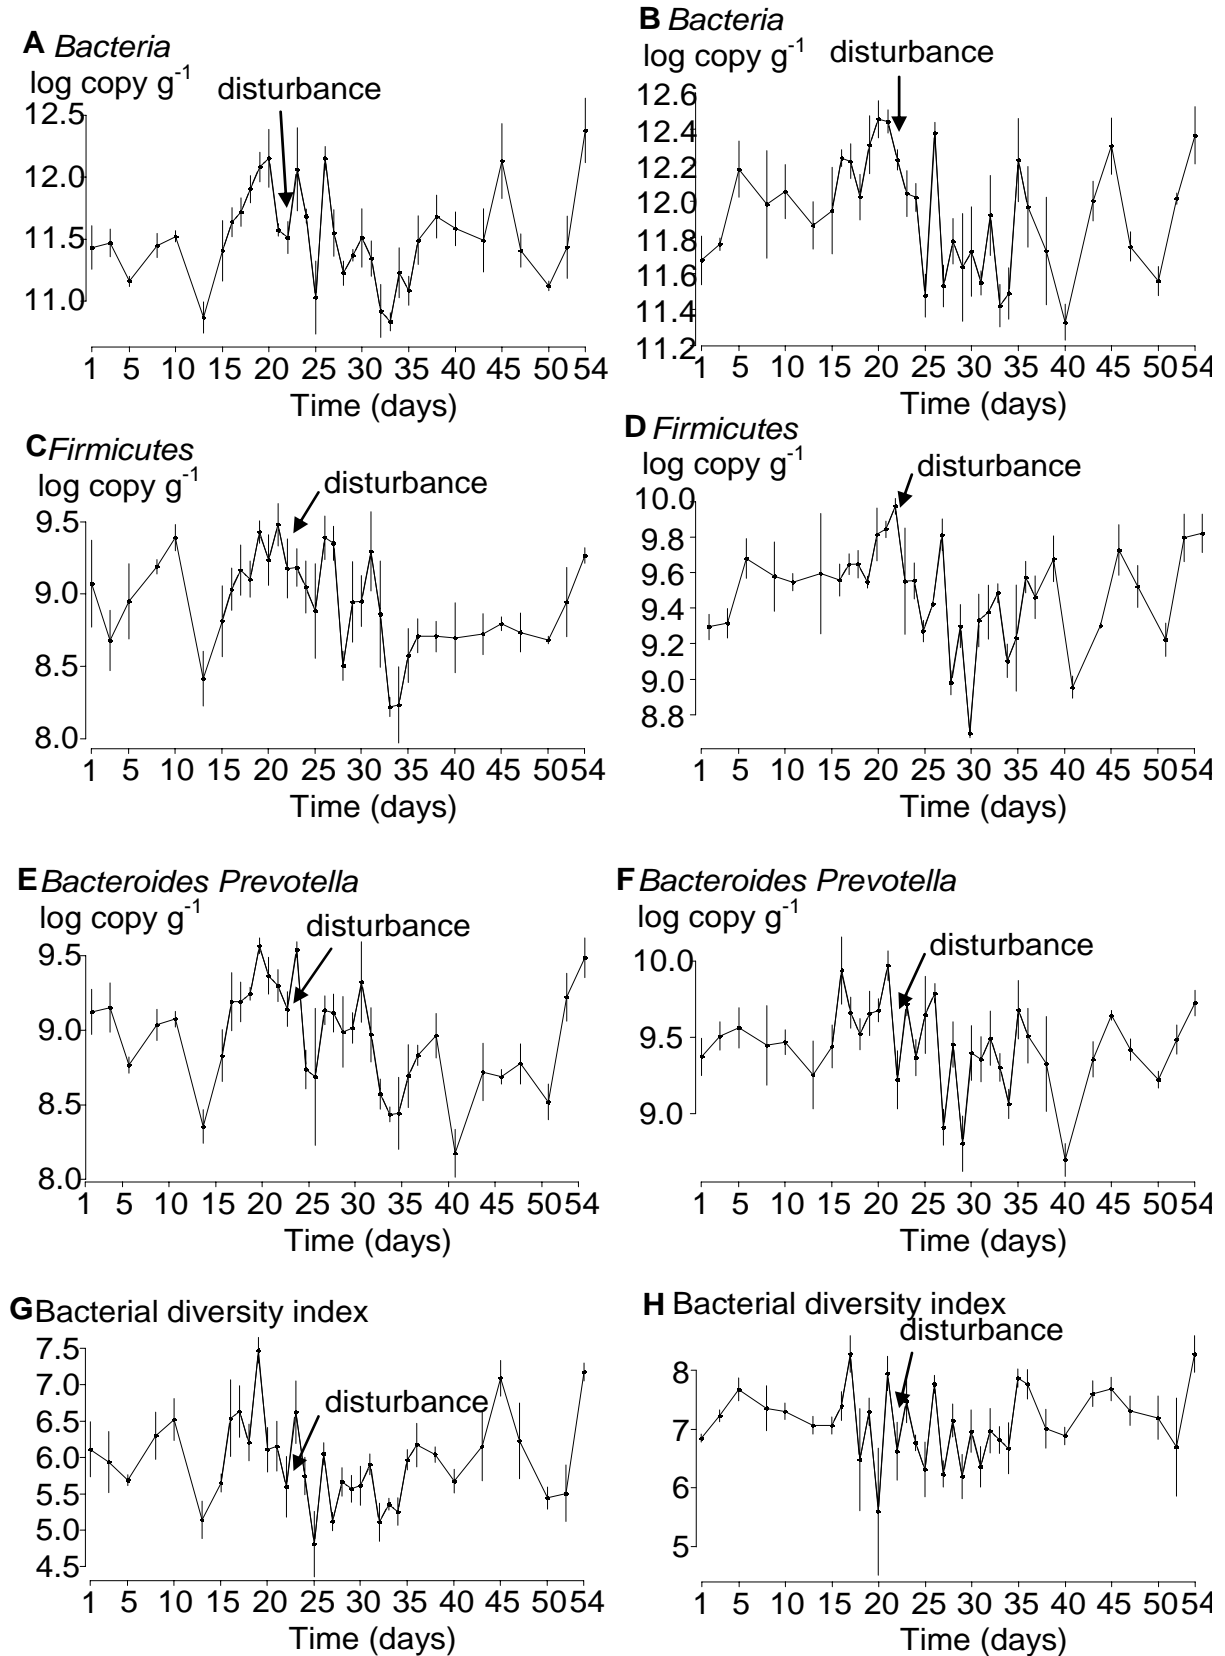 A Bacteria
log copy g-1
disturbance
12.5
12.0
11.5
11.0
1 5 10 15 20 25 30 35 40 45 50 54
Time (days)
B Bacteria
log copy g-1
disturbance
12.6
12.4
12.2
12.0
11.8
11.6
11.4
11.2
1 5 10 15 20 25 30 35 40 45 50 54
Time (days)
C Firmicutes
log copy g-1
disturbance
9.5
9.0
8.5
8.0
1 5 10 15 20 25 30 35 40 45 50 54
Time (days)
D Firmicutes
log copy g-1
disturbance
10.0
9.8
9.6
9.4
9.2
9.0
8.8
1 5 10 15 20 25 30 35 40 45 50 54
Time (days)
E Bacteroides Prevotella
log copy g-1
disturbance
9.5
9.0
8.5
8.0
1 5 10 15 20 25 30 35 40 45 50 54
Time (days)
F Bacteroides Prevotella
log copy g-1
disturbance
10.0
9.5
9.0
1 5 10 15 20 25 30 35 40 45 50 54
Time (days)
G Bacterial diversity index
disturbance
7.5
7.0
6.5
6.0
5.5
5.0
4.5
1 5 10 15 20 25 30 35 40 45 50 54
Time (days)
H Bacterial diversity index
disturbance
8
7
6
5
1 5 10 15 20 25 30 35 40 45 50 54
Time (days)